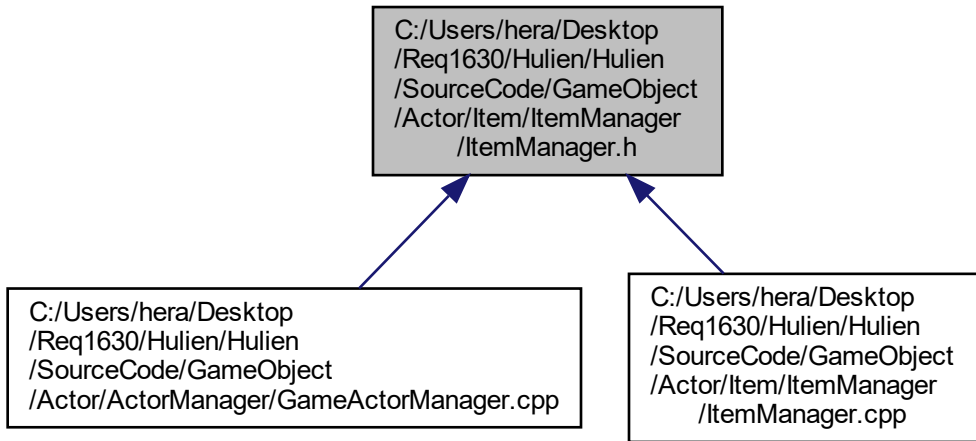 C:/Users/hera/Desktop
/Req1630/Hulien/Hulien
/SourceCode/GameObject
/Actor/Item/ItemManager
/ItemManager.h
C:/Users/hera/Desktop
/Req1630/Hulien/Hulien
/SourceCode/GameObject
/Actor/ActorManager/GameActorManager.cpp
C:/Users/hera/Desktop
/Req1630/Hulien/Hulien
/SourceCode/GameObject
/Actor/Item/ItemManager
/ItemManager.cpp